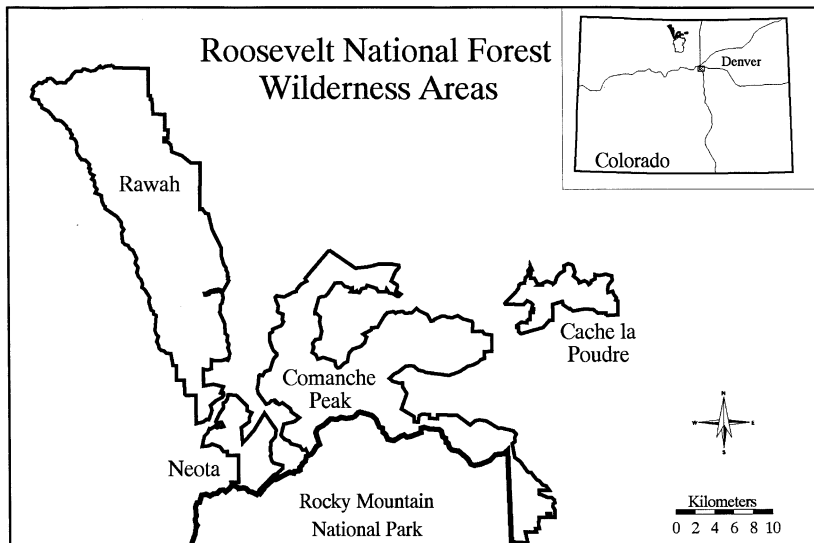 Roosevelt National Forest
Wilderness Areas
Denver
Colorado
Rawah
Cache la
Poudre
Comanche
Peak
Neota
Rocky Mountain
National Park
N
W E
S
Kilometers
0 2 4 6 8 10